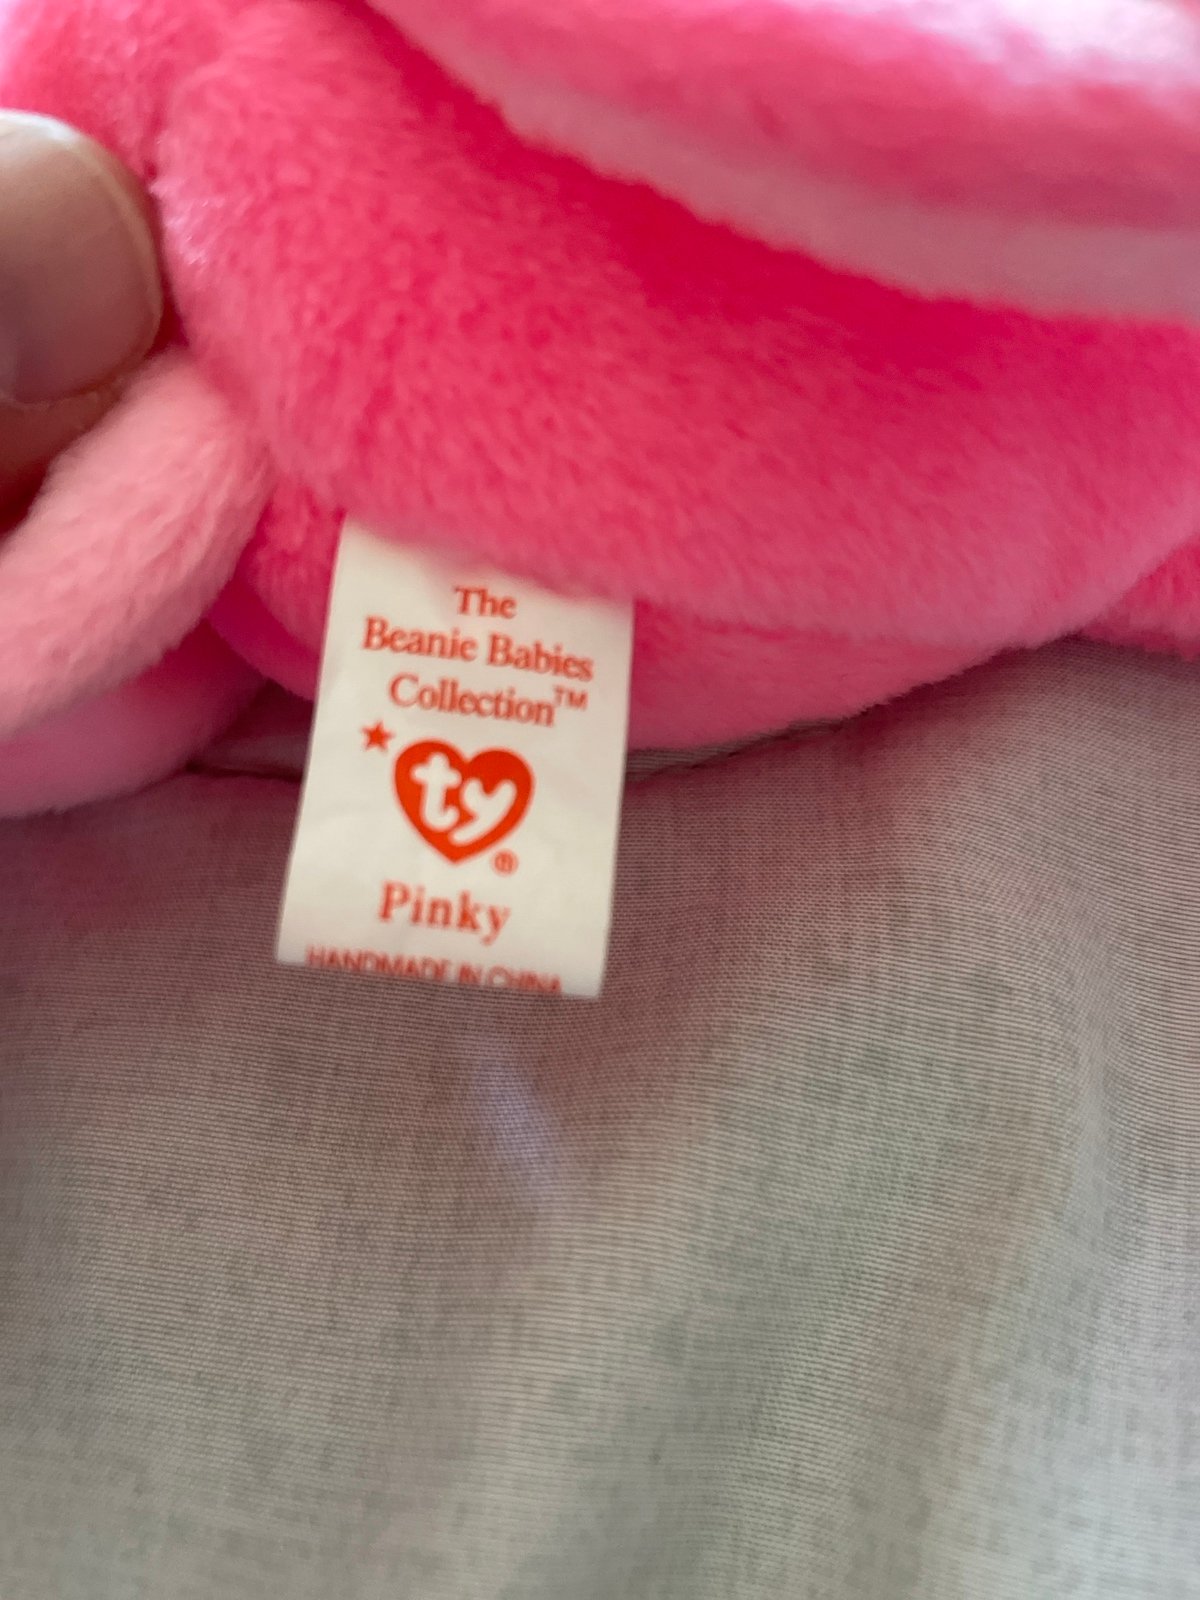 The
Beanie Babies
Collection™
★ ty®
Pinky
HANDMADE IN CHINA